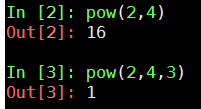 In [2]: pow(2,4)
Out[2]: 16
In [3]: pow(2,4,3)
Out[3]: 1